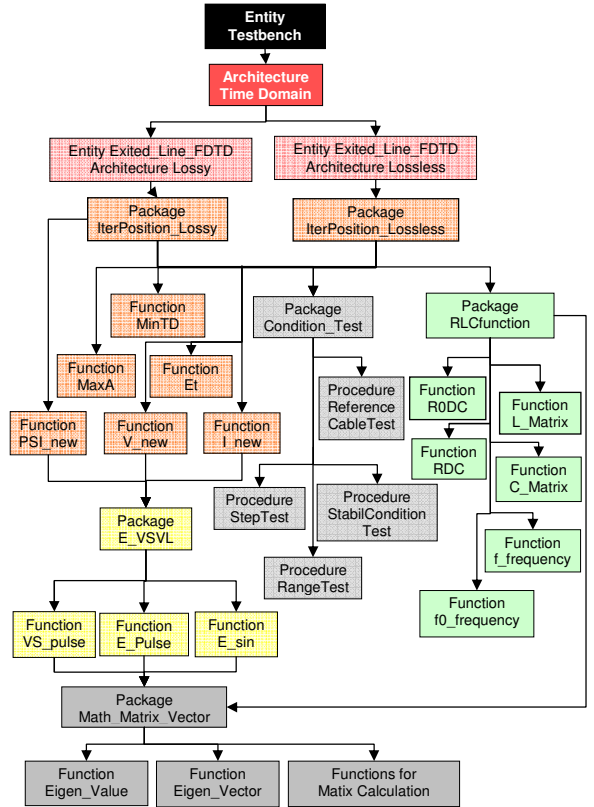 Entity
Testbench
Architecture
Time Domain
Entity Exited_Line_FDTD
Architecture Lossy
Entity Exited_Line_FDTD
Architecture Lossless
Package
IterPosition_Lossy
Package
IterPosition_Lossless
Function
MinTD
Package
Condition_Test
Package
RLCfunction
Function
MaxA
Function
Et
Procedure
Reference
CableTest
Function
R0DC
Function
L_Matrix
Function
PSI_new
Function
V_new
Function
I_new
Function
RDC
Function
C_Matrix
Procedure
StepTest
Procedure
StabilCondition
Test
Package
E_VSVL
Function
f_frequency
Procedure
RangeTest
Function
f0_frequency
Function
VS_pulse
Function
E_Pulse
Function
E_sin
Package
Math_Matrix_Vector
Function
Eigen_Value
Function
Eigen_Vector
Functions for
Matix Calculation